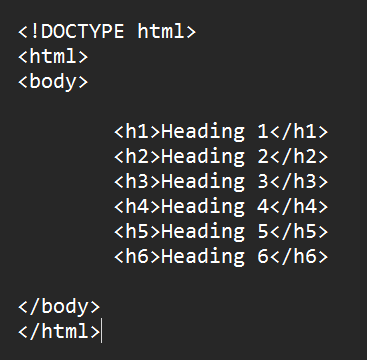 <!DOCTYPE html>
<html>
<body>
<h1>Heading 1</h1>
<h2>Heading 2</h2>
<h3>Heading 3</h3>
<h4>Heading 4</h4>
<h5>Heading 5</h5>
<h6>Heading 6</h6>
</body>
</html>